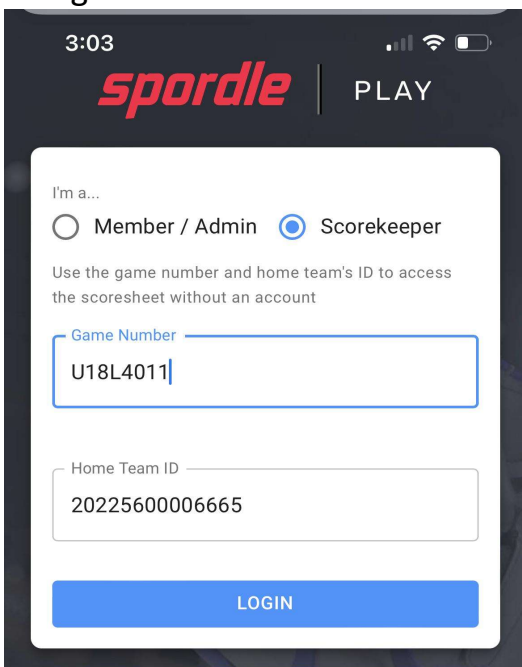 3:03
spordle PLAY
I'm a...
Member / Admin Scorekeeper
Use the game number and home team's ID to access
the scoresheet without an account
Game Number
U18L4011
Home Team ID
20225600006665
LOGIN